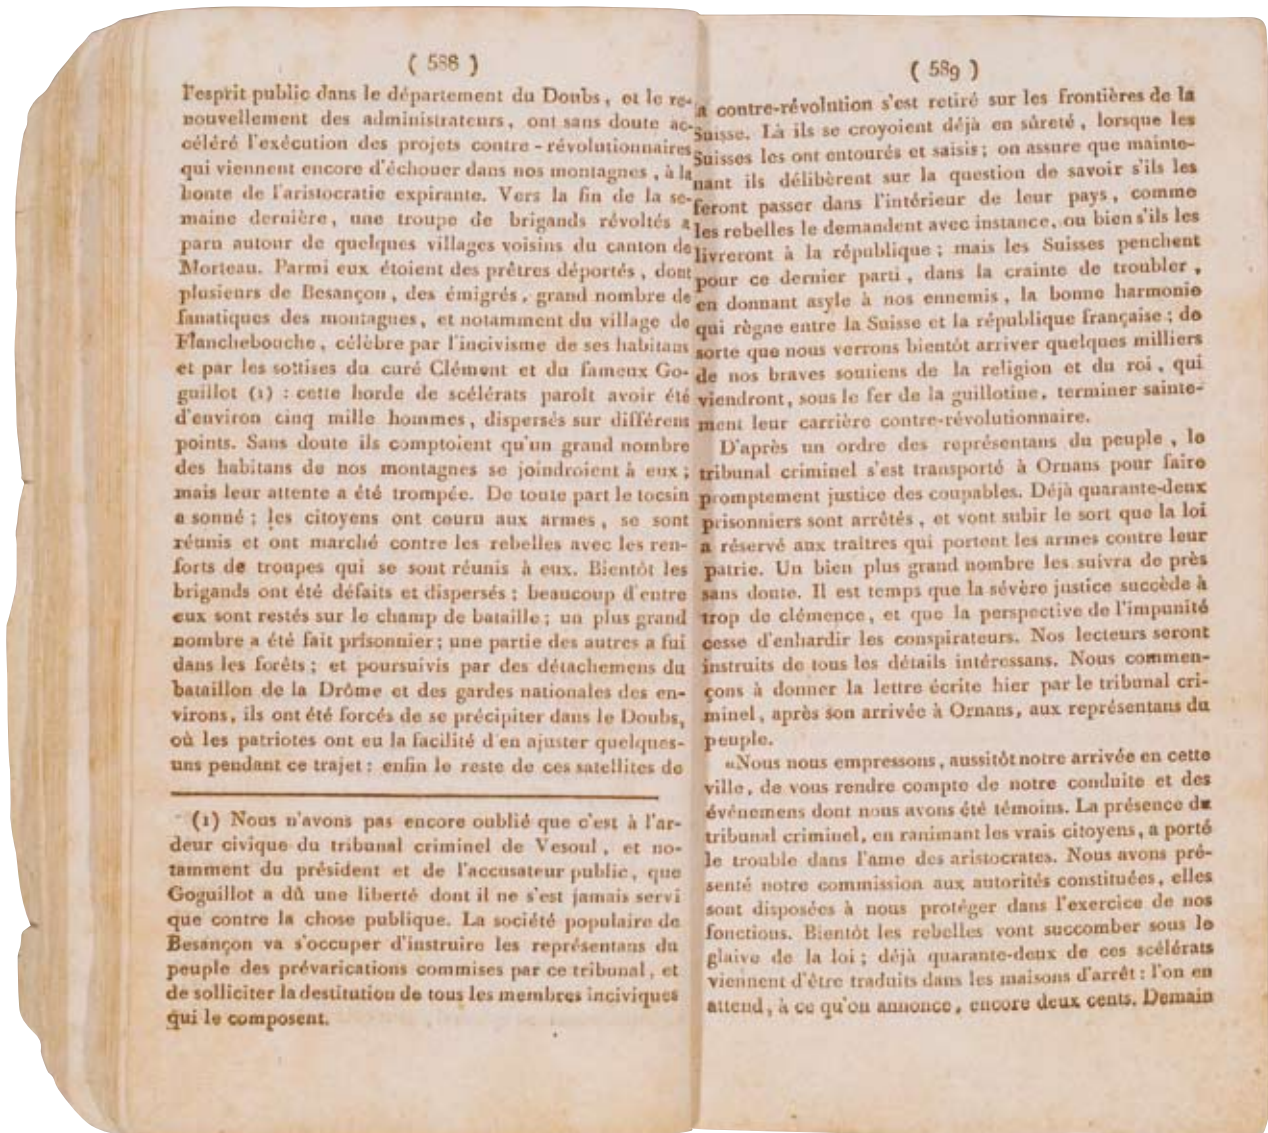 ( 588 )
l'esprit public dans le département du Doubs, et le re-
nouvellement des administrateurs, ont sans doute ac-
céléré l'exécution des projets contre-révolutionnaires
qui viennent encore d'échouer dans nos montagnes, à la
honte de l'aristocratie expirante. Vers la fin de la se-
maine dernière, une troupe de brigands révoltés a
paru autour de quelques villages voisins du canton de
Morteau. Parmi eux étoient des prêtres déportés, dont
plusieurs de Besançon, des émigrés, grand nombre de
fanatiques des montagnes, et notamment du village de
Flanchebouche, célèbre par l'incivisme de ses habitans
et par les sottises du curé Clément et du fameux Go-
guillot (1) : cette horde de scélérats paroît avoir été
d'environ cinq mille hommes, dispersés sur différens
points. Sans doute ils comptoient qu'un grand nombre
des habitans de nos montagnes se joindroient à eux ;
mais leur attente a été trompée. De toute part le tocsin
a sonné ; les citoyens ont couru aux armes, se sont
réunis et ont marché contre les rebelles avec les ren-
forts de troupes qui se sont réunis à eux. Bientôt les
brigands ont été défaits et dispersés ; beaucoup d'entre
eux sont restés sur le champ de bataille ; un plus grand
nombre a été fait prisonnier ; une partie des autres a fui
dans les forêts ; et poursuivis par des détachemens du
bataillon de la Drôme et des gardes nationales des en-
virons, ils ont été forcés de se précipiter dans le Doubs,
où les patriotes ont eu la facilité d'en ajuster quelques-
uns pendant ce trajet : enfin le reste de ces satellites de
(1) Nous n'avons pas encore oublié que c'est à l'ar-
deur civique du tribunal criminel de Vesoul, et no-
tamment du président et de l'accusateur public, que
Goguillot a dû une liberté dont il ne s'est jamais servi
que contre la chose publique. La société populaire de
Besançon va s'occuper d'instruire les représentans du
peuple des prévarications commises par ce tribunal, et
de solliciter la destitution de tous les membres inciviques
qui le composent.
( 589 )
a contre-révolution s'est retiré sur les frontières de la
Suisse. Là ils se croyoient déjà en sûreté, lorsque les
Suisses les ont entourés et saisis ; on assure que mainte-
nant ils délibèrent sur la question de savoir s'ils les
feront passer dans l'intérieur de leur pays, comme
les rebelles le demandent avec instance, ou bien s'ils les
livreront à la république ; mais les Suisses penchent
pour ce dernier parti, dans la crainte de troubler,
en donnant asyle à nos ennemis, la bonne harmonie
qui règne entre la Suisse et la république française ; de
sorte que nous verrons bientôt arriver quelques milliers
de nos braves soutiens de la religion et du roi, qui
viendront, sous le fer de la guillotine, terminer sainte-
ment leur carrière contre-révolutionnaire.
D'après un ordre des représentans du peuple, le
tribunal criminel s'est transporté à Ornans pour faire
promptement justice des coupables. Déjà quarante-deux
prisonniers sont arrêtés, et vont subir le sort que la loi
a réservé aux traîtres qui portent les armes contre leur
patrie. Un bien plus grand nombre les suivra de près
sans doute. Il est temps que la sévère justice succède à
trop de clémence, et que la perspective de l'impunité
cesse d'enhardir les conspirateurs. Nos lecteurs seront
instruits de tous les détails intéressans. Nous commen-
çons à donner la lettre écrite hier par le tribunal cri-
minel, après son arrivée à Ornans, aux représentans du
peuple.
«Nous nous empressons, aussitôt notre arrivée en cette
ville, de vous rendre compte de notre conduite et des
événemens dont nous avons été témoins. La présence du
tribunal criminel, en ranimant les vrais citoyens, a porté
le trouble dans l'ame des aristocrates. Nous avons pré-
senté notre commission aux autorités constituées, elles
sont disposées à nous protéger dans l'exercice de nos
fonctions. Bientôt les rebelles vont succomber sous le
glaive de la loi ; déjà quarante-deux de ces scélérats
viennent d'être traduits dans les maisons d'arrêt : l'on en
attend, à ce qu'on annonce, encore deux cents. Demain